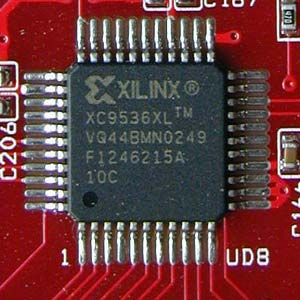 C187
XILINX®
XC9536XL™
VQ44BMN0249
F1246215A
10C
C206
1
UD8